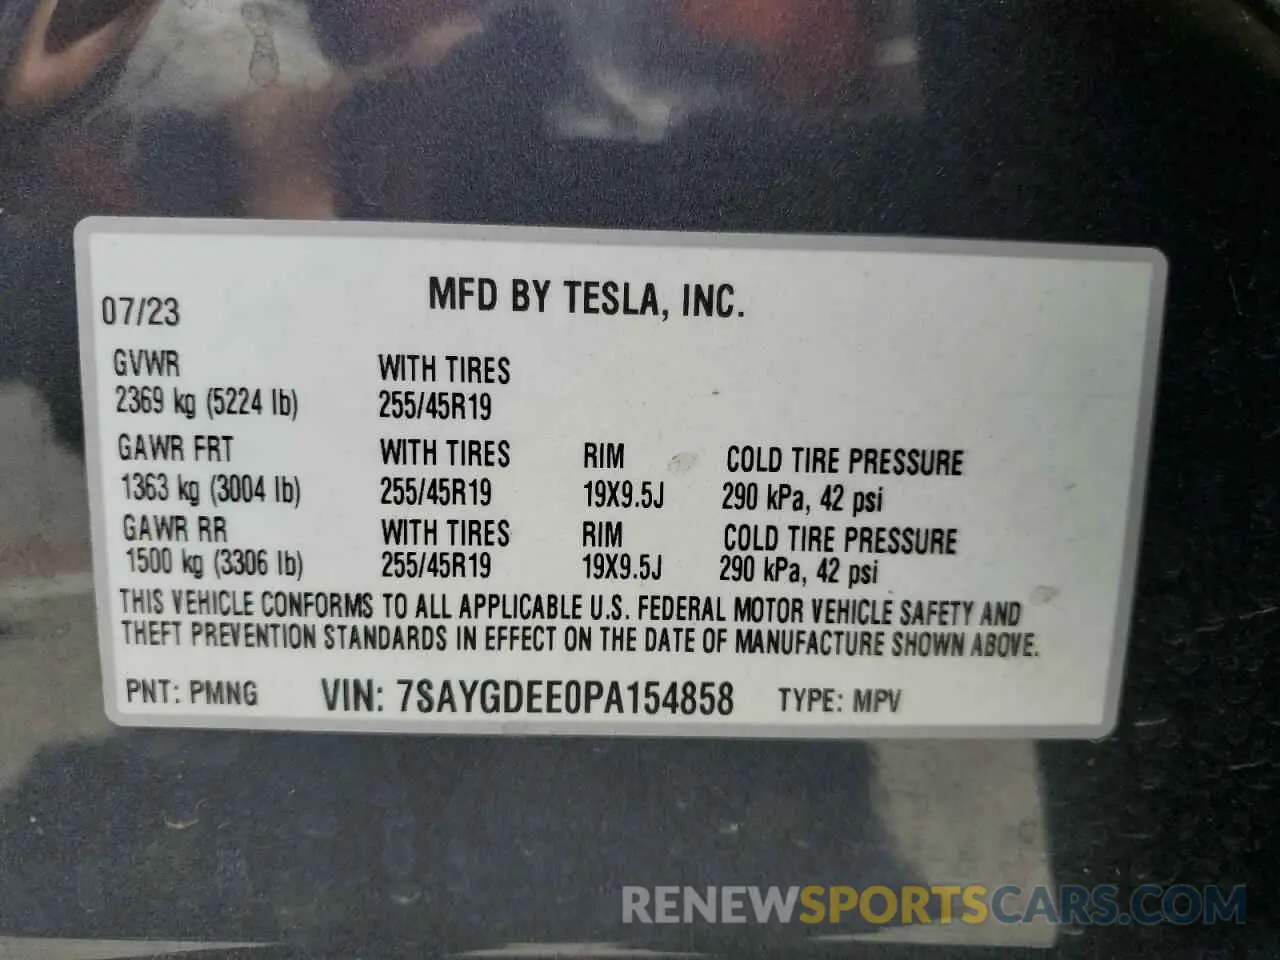 MFD BY TESLA, INC.
07/23
GVWR WITH TIRES
2369 kg (5224 lb) 255/45R19
GAWR FRT WITH TIRES RIM COLD TIRE PRESSURE
1363 kg (3004 lb) 255/45R19 19X9.5J 290 kPa, 42 psi
GAWR RR WITH TIRES RIM COLD TIRE PRESSURE
1500 kg (3306 lb) 255/45R19 19X9.5J 290 kPa, 42 psi
THIS VEHICLE CONFORMS TO ALL APPLICABLE U.S. FEDERAL MOTOR VEHICLE SAFETY AND
THEFT PREVENTION STANDARDS IN EFFECT ON THE DATE OF MANUFACTURE SHOWN ABOVE.
PNT: PMNG VIN: 7SAYGDEE0PA154858 TYPE: MPV
RENEWSPORTSCARS.COM